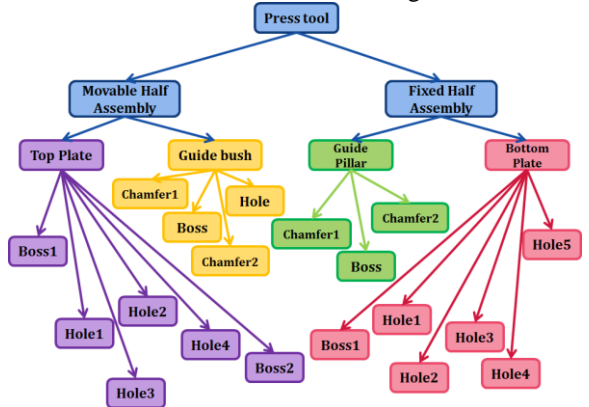 Press tool
Movable Half
Assembly
Fixed Half
Assembly
Top Plate
Guide bush
Guide
Pillar
Bottom
Plate
Chamfer1
Hole
Boss
Chamfer2
Chamfer1
Chamfer2
Boss
Boss1
Hole1
Hole2
Hole3
Hole4
Boss2
Boss1
Hole1
Hole2
Hole3
Hole4
Hole5